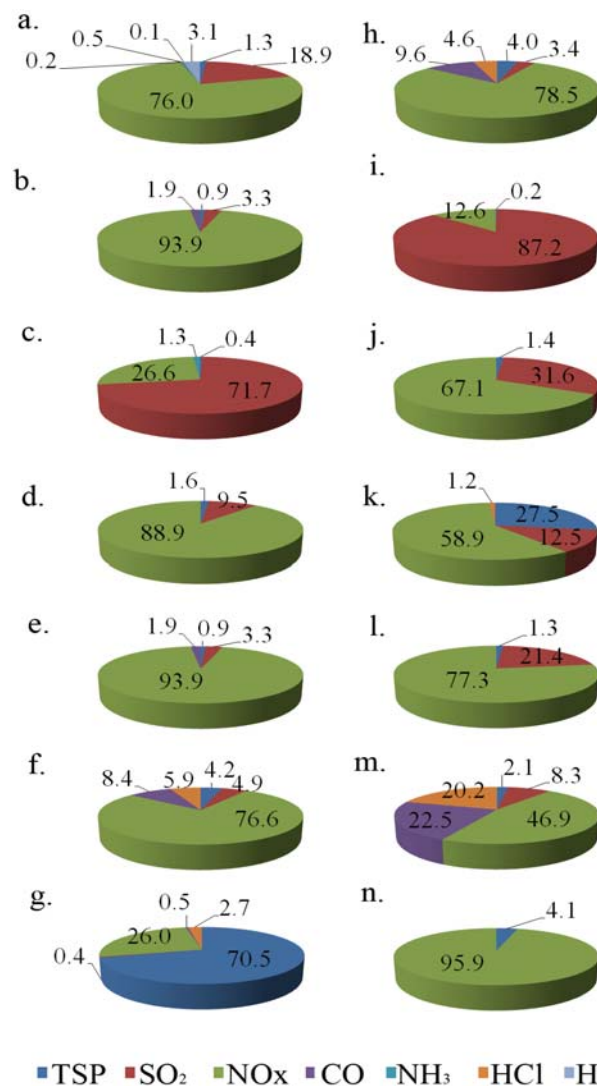 a.
0.2 0.5 0.1 3.1 1.3 18.9
76.0
b.
1.9 0.9 3.3
93.9
c.
1.3 0.4
26.6 71.7
d.
1.6 9.5
88.9
e.
1.9 0.9 3.3
93.9
f.
8.4 5.9 4.2 4.9
76.6
g.
0.5 2.7
26.0
0.4 70.5
h.
9.6 4.6 4.0 3.4
78.5
i.
12.6 0.2
87.2
j.
1.4
67.1 31.6
k.
1.2 27.5
58.9 12.5
l.
1.3
77.3 21.4
m.
20.2 2.1 8.3
22.5 46.9
n.
4.1
95.9
TSP SO₂ NOx CO NH₃ HCl H